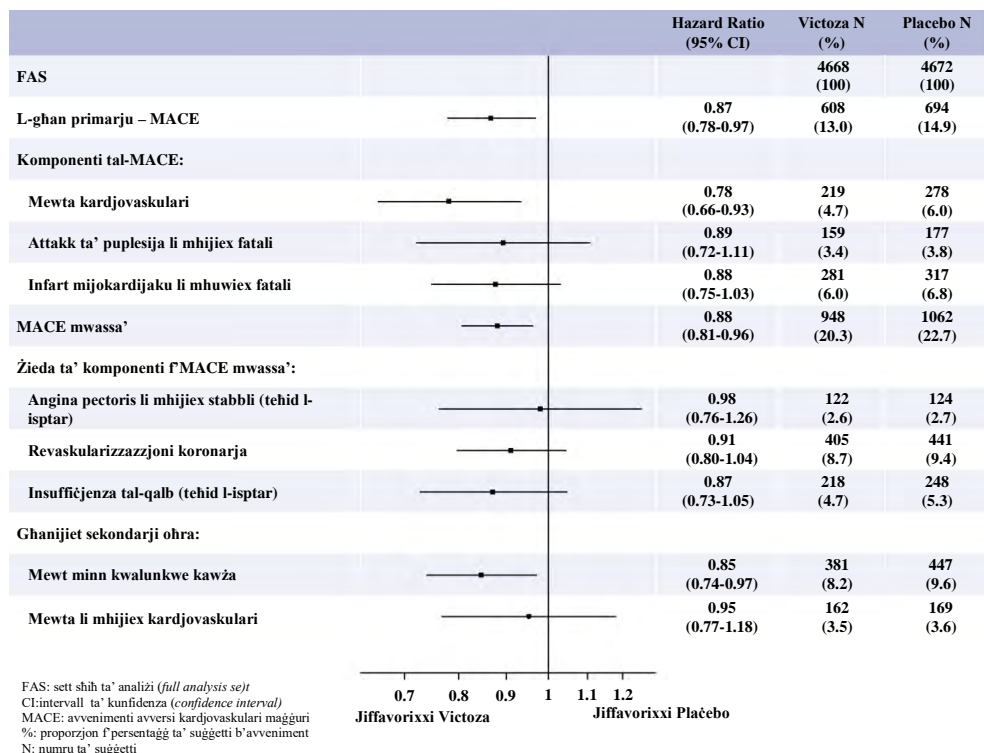 Hazard Ratio Victoza N Placebo N
(95% CI) (%) (%)
FAS 4668 4672
(100) (100)
L-għan primarju – MACE 0.87 608 694
(0.78-0.97) (13.0) (14.9)
Komponenti tal-MACE:
Mewta kardjovaskulari 0.78 219 278
(0.66-0.93) (4.7) (6.0)
Attakk ta’ puplesija li mhijiex fatali 0.89 159 177
(0.72-1.11) (3.4) (3.8)
Infart mijokardijaku li mhuwiex fatali 0.88 281 317
(0.75-1.03) (6.0) (6.8)
MACE mwassa’ 0.88 948 1062
(0.81-0.96) (20.3) (22.7)
Żieda ta’ komponenti f’MACE mwassa’:
Angina pectoris li mhijiex stabbli (teħid l-
isptar) 0.98 122 124
(0.76-1.26) (2.6) (2.7)
Revaskularizzazzjoni koronarja 0.91 405 441
(0.80-1.04) (8.7) (9.4)
Insuffiċjenza tal-qalb (teħid l-isptar) 0.87 218 248
(0.73-1.05) (4.7) (5.3)
Għanijiet sekondarji oħra:
Mewt minn kwalunkwe kawża 0.85 381 447
(0.74-0.97) (8.2) (9.6)
Mewta li mhijiex kardjovaskulari 0.95 162 169
(0.77-1.18) (3.5) (3.6)
0.7 0.8 0.9 1 1.1 1.2
Jiffavorixxi Victoza Jiffavorixxi Plaċebo
FAS: sett sħiħ ta’ analiżi (full analysis se)t
CI:intervall ta’ kunfidenza (confidence interval)
MACE: avvenimenti avversi kardjovaskulari maġġuri
%: proporzjon f’persentaġġ ta’ suġġetti b’avveniment
N: numru ta’ suġġetti